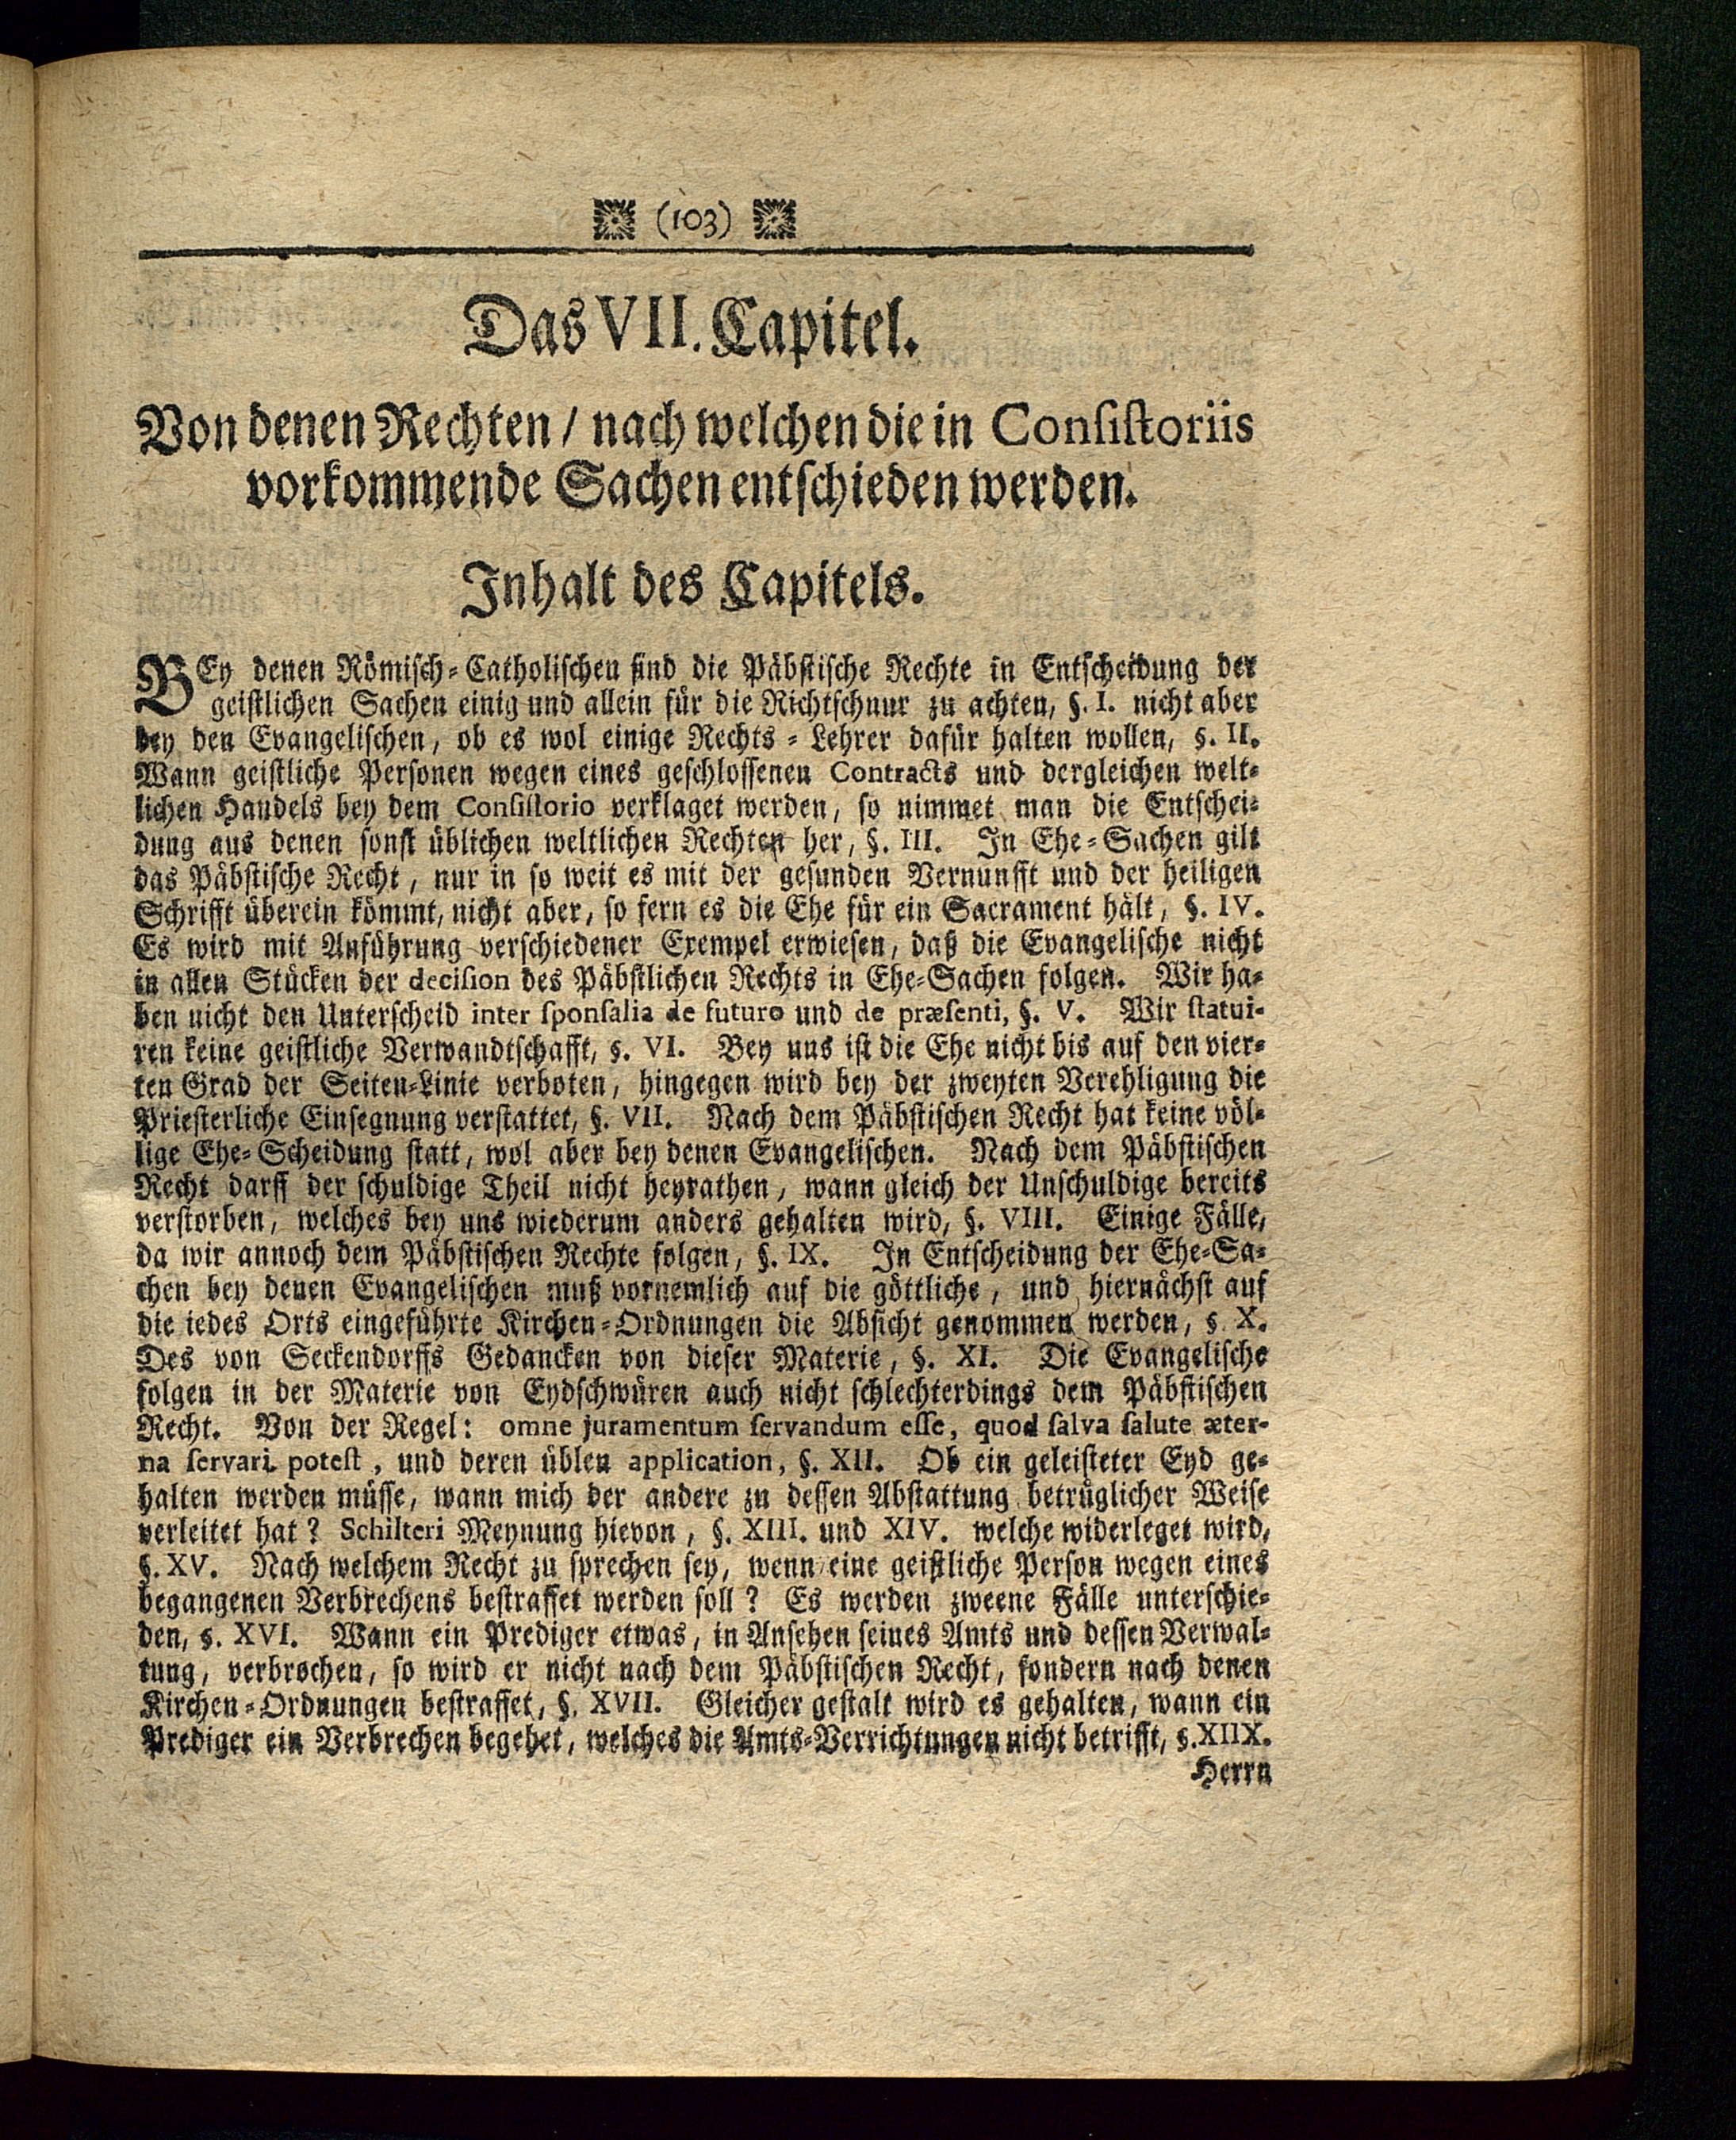 (103)
Das VII. Capitel.
Von denen Rechten / nach welchen die in Consistoriis
vorkommende Sachen entschieden werden.
Inhalt des Capitels.
BEy denen Römisch-Catholischen sind die Päbstische Rechte in Entscheidung der
geistlichen Sachen einig und allein für die Richtschnur zu achten, §. I. nicht aber
bey den Evangelischen, ob es wol einige Rechts-Lehrer dafür halten wollen, §. II.
Wann geistliche Personen wegen eines geschlossenen Contracts und dergleichen welt-
lichen Handels bey dem Consistorio verklaget werden, so nimmet man die Entschei-
dung aus denen sonst üblichen weltlichen Rechten her, §. III. In Ehe-Sachen gilt
das Päbstische Recht, nur in so weit es mit der gesunden Vernunfft und der heiligen
Schrifft überein kömmt, nicht aber, so fern es die Ehe für ein Sacrament hält, §. IV.
Es wird mit Anführung verschiedener Exempel erwiesen, daß die Evangelische nicht
in allen Stücken der decision des Päbstlichen Rechts in Ehe-Sachen folgen. Wir ha-
ben nicht den Unterscheid inter sponsalia de futuro und de præsenti, §. V. Wir statui-
ren keine geistliche Verwandtschafft, §. VI. Bey uns ist die Ehe nicht bis auf den vier-
ten Grad der Seiten-Linie verboten, hingegen wird bey der zweyten Verehligung die
Priesterliche Einsegnung verstattet, §. VII. Nach dem Päbstischen Recht hat keine völ-
lige Ehe-Scheidung statt, wol aber bey denen Evangelischen. Nach dem Päbstischen
Recht darff der schuldige Theil nicht heyrathen, wann gleich der Unschuldige bereits
verstorben, welches bey uns wiederum anders gehalten wird, §. VIII. Einige Fälle,
da wir annoch dem Päbstischen Rechte folgen, §. IX. In Entscheidung der Ehe-Sa-
chen bey denen Evangelischen muß vornemlich auf die göttliche, und hiernächst auf
die iedes Orts eingeführte Kirchen-Ordnungen die Absicht genommen werden, §. X.
Des von Seckendorffs Gedancken von dieser Materie, §. XI. Die Evangelische
folgen in der Materie von Eydschwüren auch nicht schlechterdings dem Päbstischen
Recht. Von der Regel: omne juramentum servandum esse, quod salva salute æter-
na servari potest, und deren üblen application, §. XII. Ob ein geleisteter Eyd ge-
halten werden müsse, wann mich der andere zu dessen Abstattung betrüglicher Weise
verleitet hat? Schilteri Meynung hievon, §. XIII. und XIV. welche widerleget wird,
§. XV. Nach welchem Recht zu sprechen sey, wenn eine geistliche Person wegen eines
begangenen Verbrechens bestraffet werden soll? Es werden zweene Fälle unterschie-
den, §. XVI. Wann ein Prediger etwas, in Ansehen seines Amts und dessen Verwal-
tung, verbrochen, so wird er nicht nach dem Päbstischen Recht, sondern nach denen
Kirchen-Ordnungen bestraffet, §. XVII. Gleicher gestalt wird es gehalten, wann ein
Prediger ein Verbrechen begehet, welches die Amts-Verrichtungen nicht betrifft, §. XIIX.
Herrn